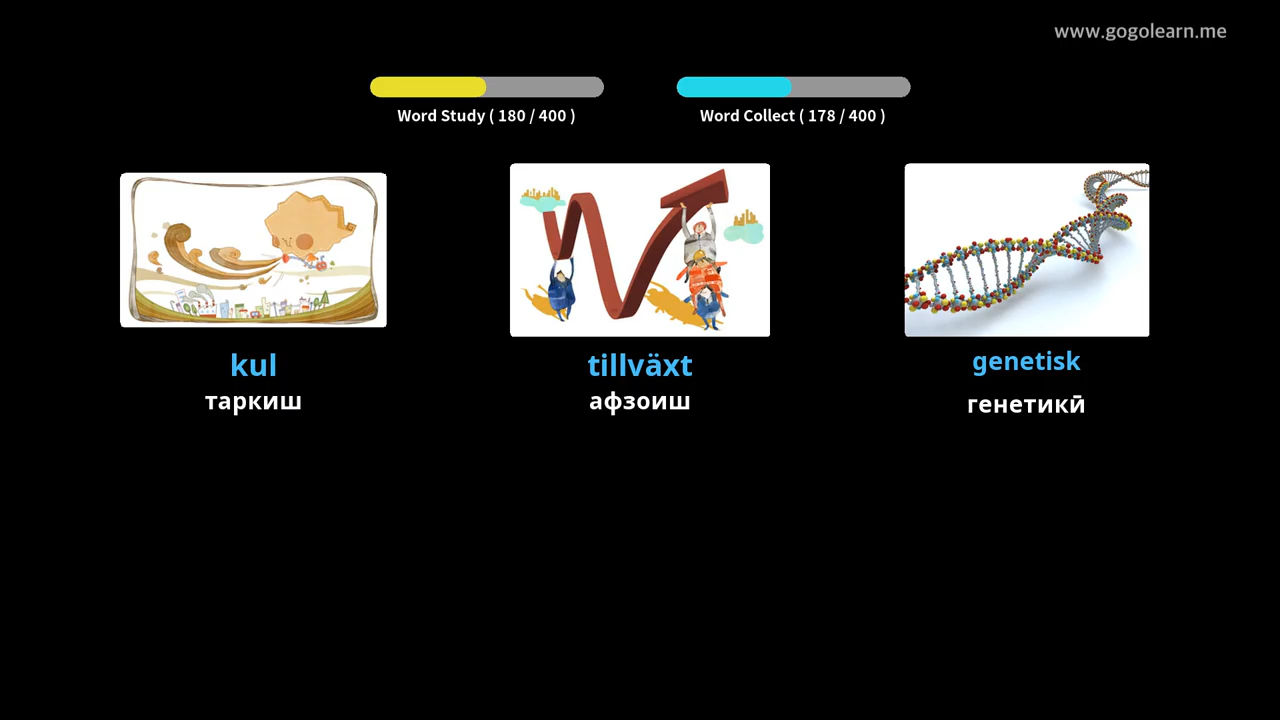 www.gogolearn.me
Word Study ( 180 / 400 )
Word Collect ( 178 / 400 )
kul
tillväxt
genetisk
таркиш
афзоиш
генетикӣ